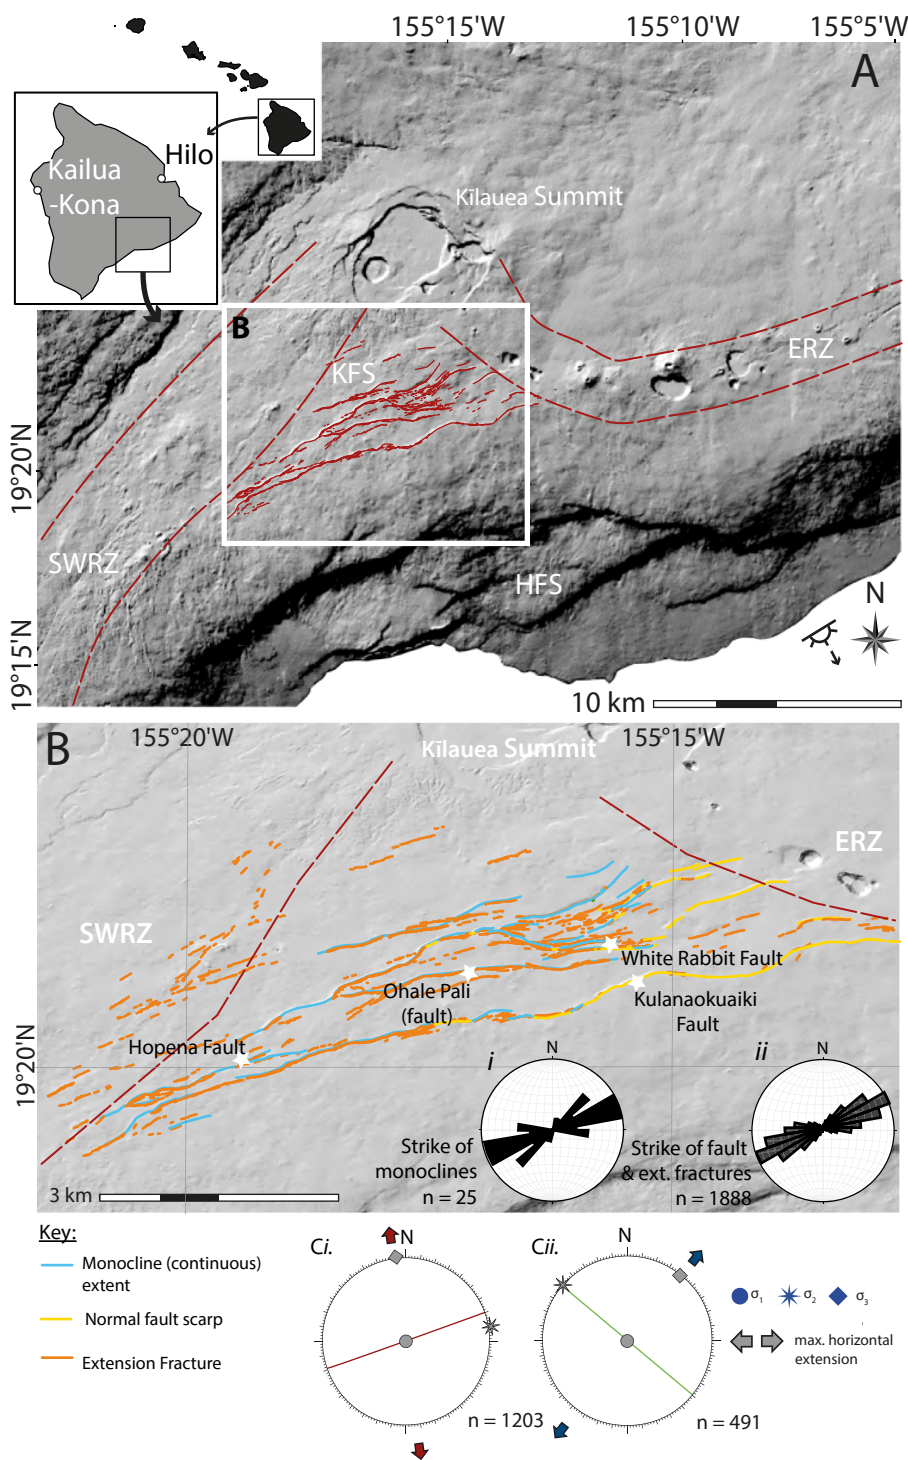 155°15'W
155°10'W
155°5'W
A
Hilo
Kailua
-Kona
Kīlauea Summit
B
KFS
ERZ
19°20'N
SWRZ
HFS
N
19°15'N
10 km
B
155°20'W
Kīlauea Summit
155°15'W
ERZ
SWRZ
White Rabbit Fault
Ohale Pali
(fault)
Kulanaokuaiki
Fault
Hopena Fault
19°20'N
i
N
ii
N
Strike of
monoclines
n = 25
Strike of fault
& ext. fractures
n = 1888
3 km
Key:
Monocline (continuous)
extent
Normal fault scarp
Extension Fracture
Ci.
N
n = 1203
Cii.
N
n = 491
σ1
σ2
σ3
max. horizontal
extension